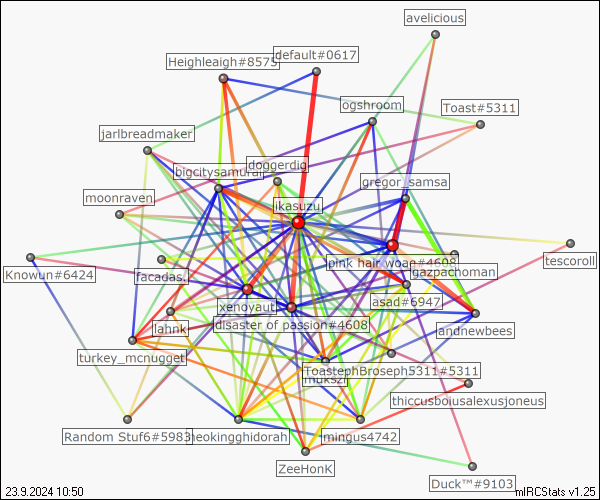 avelicious
default#0617
Heighleaigh#8575
ogshroom
Toast#5311
jarlbreadmaker
doggerdig
bigcitysamurai
gregor_samsa
moonraven
ikasuzu
tescoroll
pink hair woan#4608
Knowun#6424
facadas.
gazpachoman
asad#6947
xenoyaut
disaster of passion#4608
andnewbees
lahnk
turkey_mcnugget
ToastephBroseph5311#5311
mukszi
thiccusboiusalexusjoneus
Random Stuf6#5983
neokingghidorah
mingus4742
ZeeHonK
Duck™#9103
23.9.2024 10:50
mIRCStats v1.25